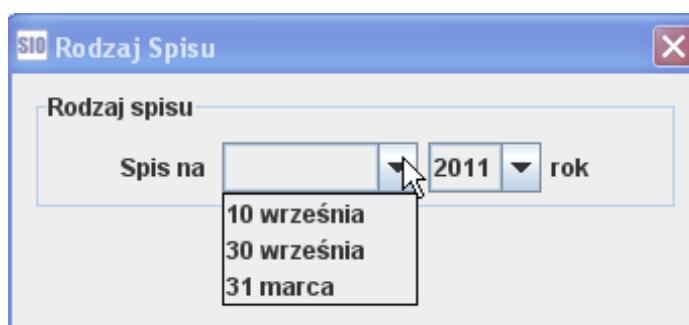 SIO Rodzaj Spisu
Rodzaj spisu
Spis na 2011 rok
10 września
30 września
31 marca